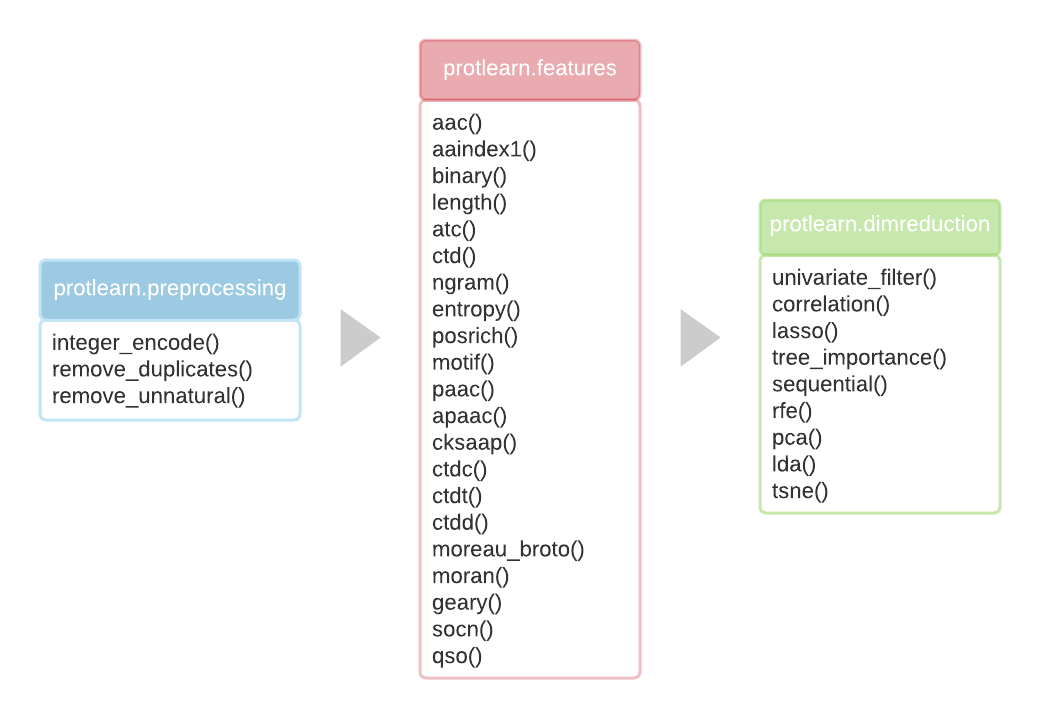 protlearn.preprocessing
integer_encode()
remove_duplicates()
remove_unnatural()
protlearn.features
aac()
aaindex1()
binary()
length()
atc()
ctd()
ngram()
entropy()
posrich()
motif()
paac()
apaac()
cksaap()
ctdc()
ctdt()
ctdd()
moreau_broto()
moran()
geary()
socn()
qso()
protlearn.dimreduction
univariate_filter()
correlation()
lasso()
tree_importance()
sequential()
rfe()
pca()
lda()
tsne()